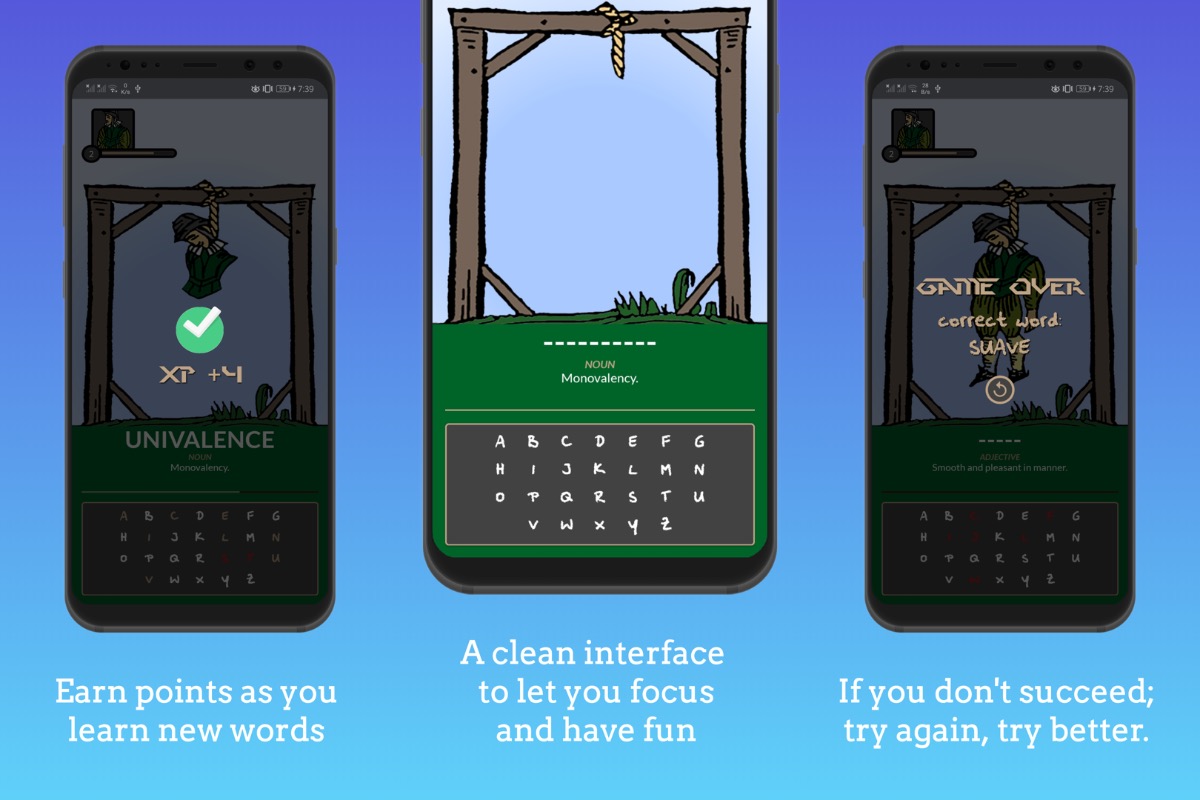 7:39
2
XP +4
UNIVALENCE
NOUN
Monovalency.
A B C D E F G
H I J K L M N
O P Q R S T U
V W X Y Z
Earn points as you
learn new words
----------
NOUN
Monovalency.
A B C D E F G
H I J K L M N
O P Q R S T U
V W X Y Z
A clean interface
to let you focus
and have fun
7:39
2
GAME OVER
correct word:
SUAVE
-----
ADJECTIVE
Smooth and pleasant in manner.
A B C D E F G
H I J K L M N
O P Q R S T U
V W X Y Z
If you don't succeed;
try again, try better.